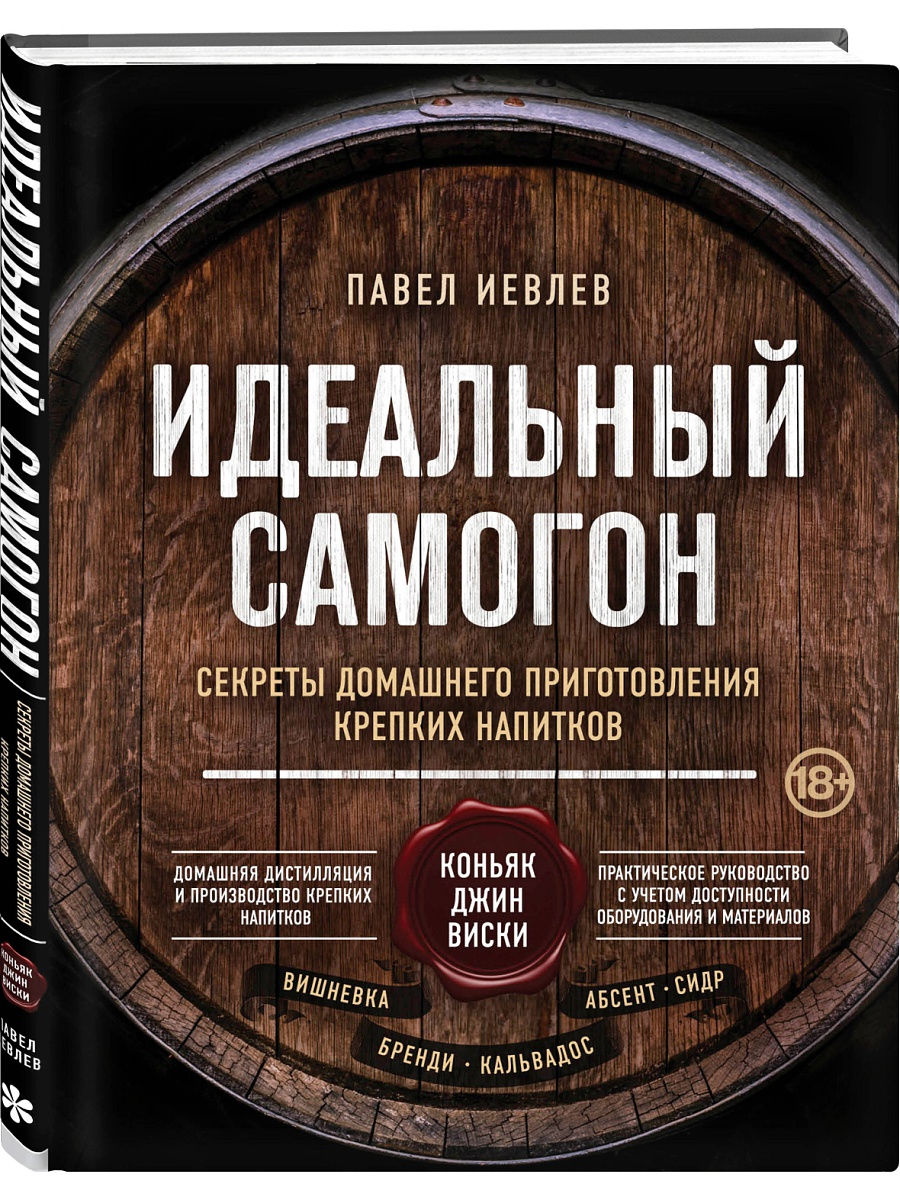 ПАВЕЛ ИЕВЛЕВ
ИДЕАЛЬНЫЙ
САМОГОН
СЕКРЕТЫ ДОМАШНЕГО ПРИГОТОВЛЕНИЯ
КРЕПКИХ НАПИТКОВ
18+
ДОМАШНЯЯ ДИСТИЛЛЯЦИЯ
И ПРОИЗВОДСТВО КРЕПКИХ
НАПИТКОВ
КОНЬЯК
ДЖИН
ВИСКИ
ПРАКТИЧЕСКОЕ РУКОВОДСТВО
С УЧЕТОМ ДОСТУПНОСТИ
ОБОРУДОВАНИЯ И МАТЕРИАЛОВ
ВИШНЕВКА
БРЕНДИ · КАЛЬВАДОС
АБСЕНТ · СИДР
ИДЕАЛЬНЫЙ САМОГОН
СЕКРЕТЫ ДОМАШНЕГО ПРИГОТОВЛЕНИЯ
КРЕПКИХ НАПИТКОВ
КОНЬЯК
ДЖИН
ВИСКИ
ПАВЕЛ
ИЕВЛЕВ